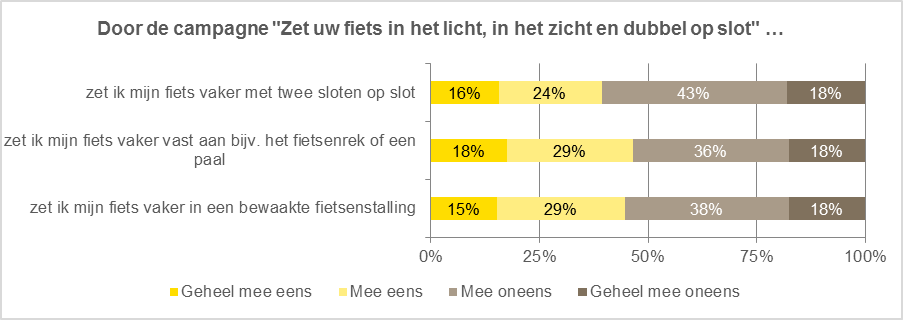 Door de campagne "Zet uw fiets in het licht, in het zicht en dubbel op slot" …
zet ik mijn fiets vaker met twee sloten op slot
16% 24% 43% 18%
zet ik mijn fiets vaker vast aan bijv. het fietsenrek of een
paal
18% 29% 36% 18%
zet ik mijn fiets vaker in een bewaakte fietsenstalling
15% 29% 38% 18%
0% 25% 50% 75% 100%
Geheel mee eens Mee eens Mee oneens Geheel mee oneens